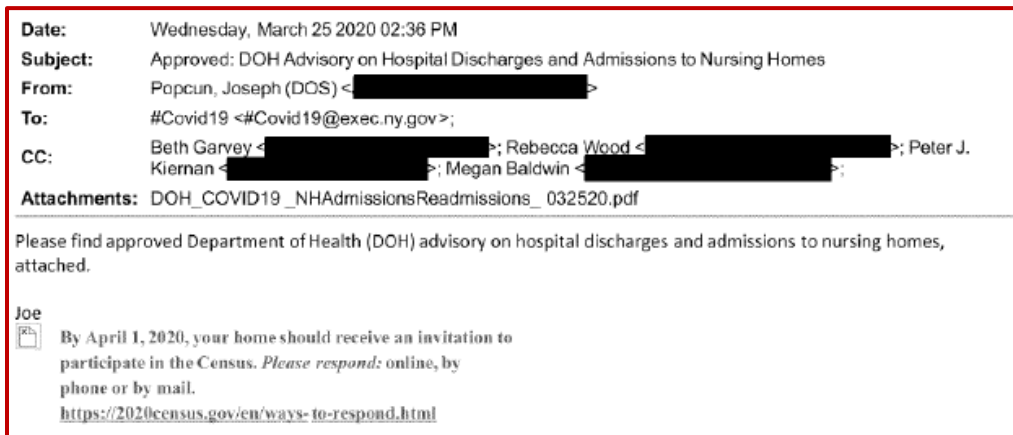 Date: Wednesday, March 25 2020 02:36 PM
Subject: Approved: DOH Advisory on Hospital Discharges and Admissions to Nursing Homes
From: Popcun, Joseph (DOS) < >
To: #Covid19 <#Covid19@exec.ny.gov>;
CC: Beth Garvey < >; Rebecca Wood < >; Peter J.
Kiernan < >; Megan Baldwin < >;
Attachments: DOH_COVID19 _NHAdmissionsReadmissions_ 032520.pdf
Please find approved Department of Health (DOH) advisory on hospital discharges and admissions to nursing homes,
attached.
Joe
By April 1, 2020, your home should receive an invitation to
participate in the Census. Please respond: online, by
phone or by mail.
https://2020census.gov/en/ways-to-respond.html